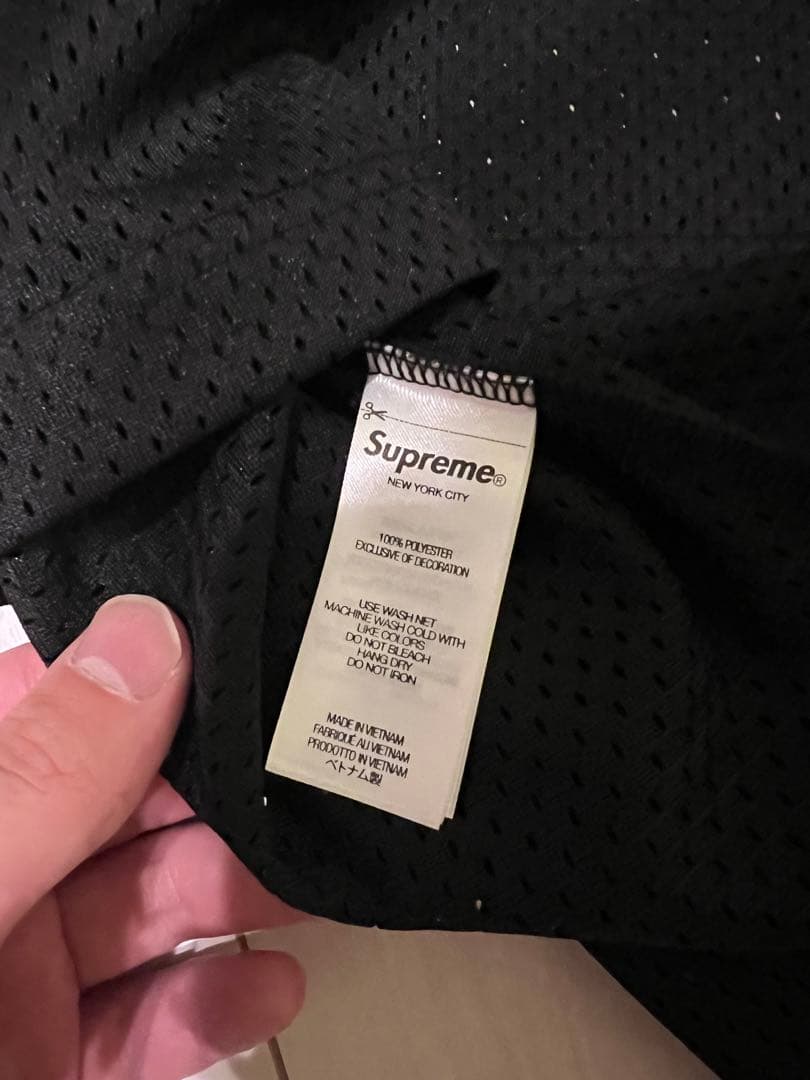 Supreme®
NEW YORK CITY
100% POLYESTER
EXCLUSIVE OF DECORATION
USE WASH NET
MACHINE WASH COLD WITH
LIKE COLORS
DO NOT BLEACH
HANG DRY
DO NOT IRON
MADE IN VIETNAM
FABRIQUÉ AU VIETNAM
PRODOTTO IN VIETNAM
ベトナム製